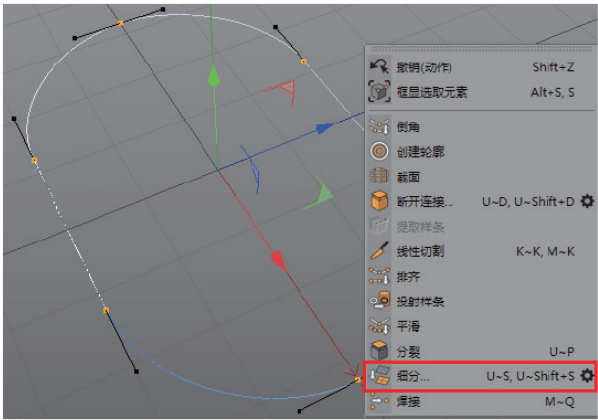 撤销(动作) Shift+Z
框显选取元素 Alt+S, S
倒角
创建轮廓
截面
断开连接... U~D, U~Shift+D
提取样条
线性切割 K~K, M~K
排齐
投射样条
平滑
分裂 U~P
细分... U~S, U~Shift+S
焊接 M~Q